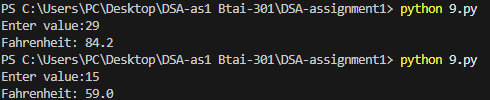 PS C:\Users\PC\Desktop\DSA-as1 Btai-301\DSA-assignment1> python 9.py
Enter value:29
Fahrenheit: 84.2
PS C:\Users\PC\Desktop\DSA-as1 Btai-301\DSA-assignment1> python 9.py
Enter value:15
Fahrenheit: 59.0